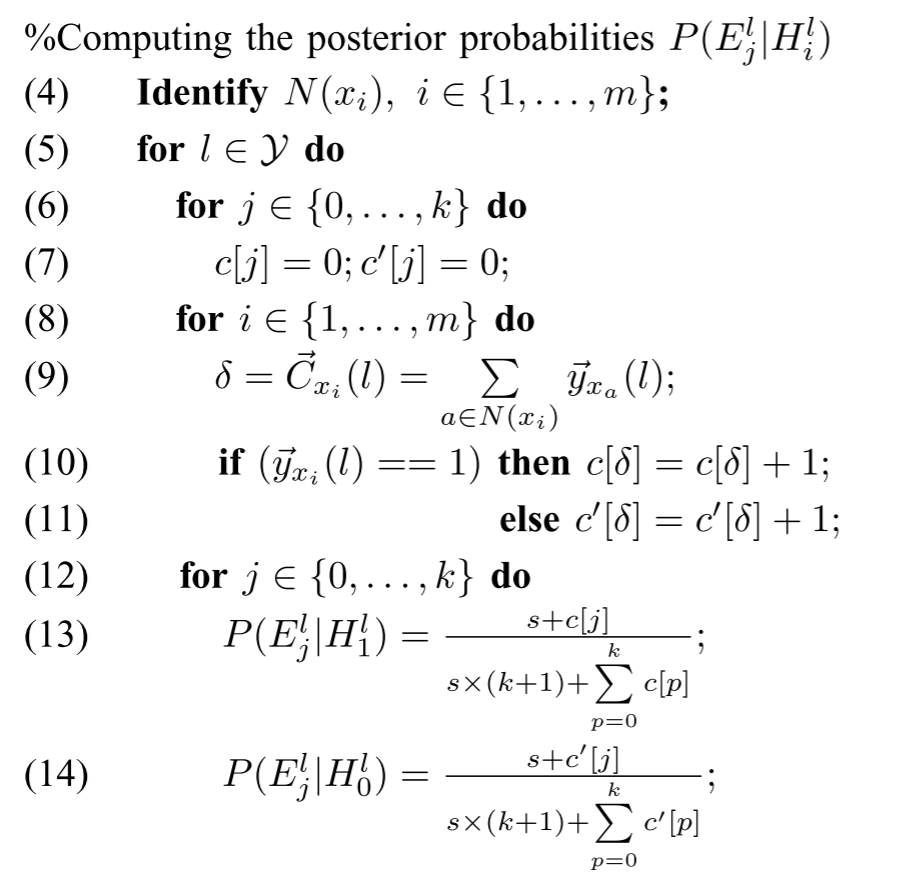 %Computing the posterior probabilities $P(E_j^l|H_i^l)$
(4) Identify $N(x_i),\ i \in \{1, \ldots, m\}$;
(5) for $l \in \mathcal{Y}$ do
(6) for $j \in \{0, \ldots, k\}$ do
(7) $c[j] = 0; c'[j] = 0;$
(8) for $i \in \{1, \ldots, m\}$ do
(9) $\delta = \vec{C}_{x_i}(l) = \sum_{a \in N(x_i)} \vec{y}_{x_a}(l);$
(10) if $(\vec{y}_{x_i}(l) == 1)$ then $c[\delta] = c[\delta] + 1;$
(11) else $c'[\delta] = c'[\delta] + 1;$
(12) for $j \in \{0, \ldots, k\}$ do
(13) $P(E_j^l|H_1^l) = \frac{s+c[j]}{s \times (k+1) + \sum_{p=0}^{k} c[p]};$
(14) $P(E_j^l|H_0^l) = \frac{s+c'[j]}{s \times (k+1) + \sum_{p=0}^{k} c'[p]};$